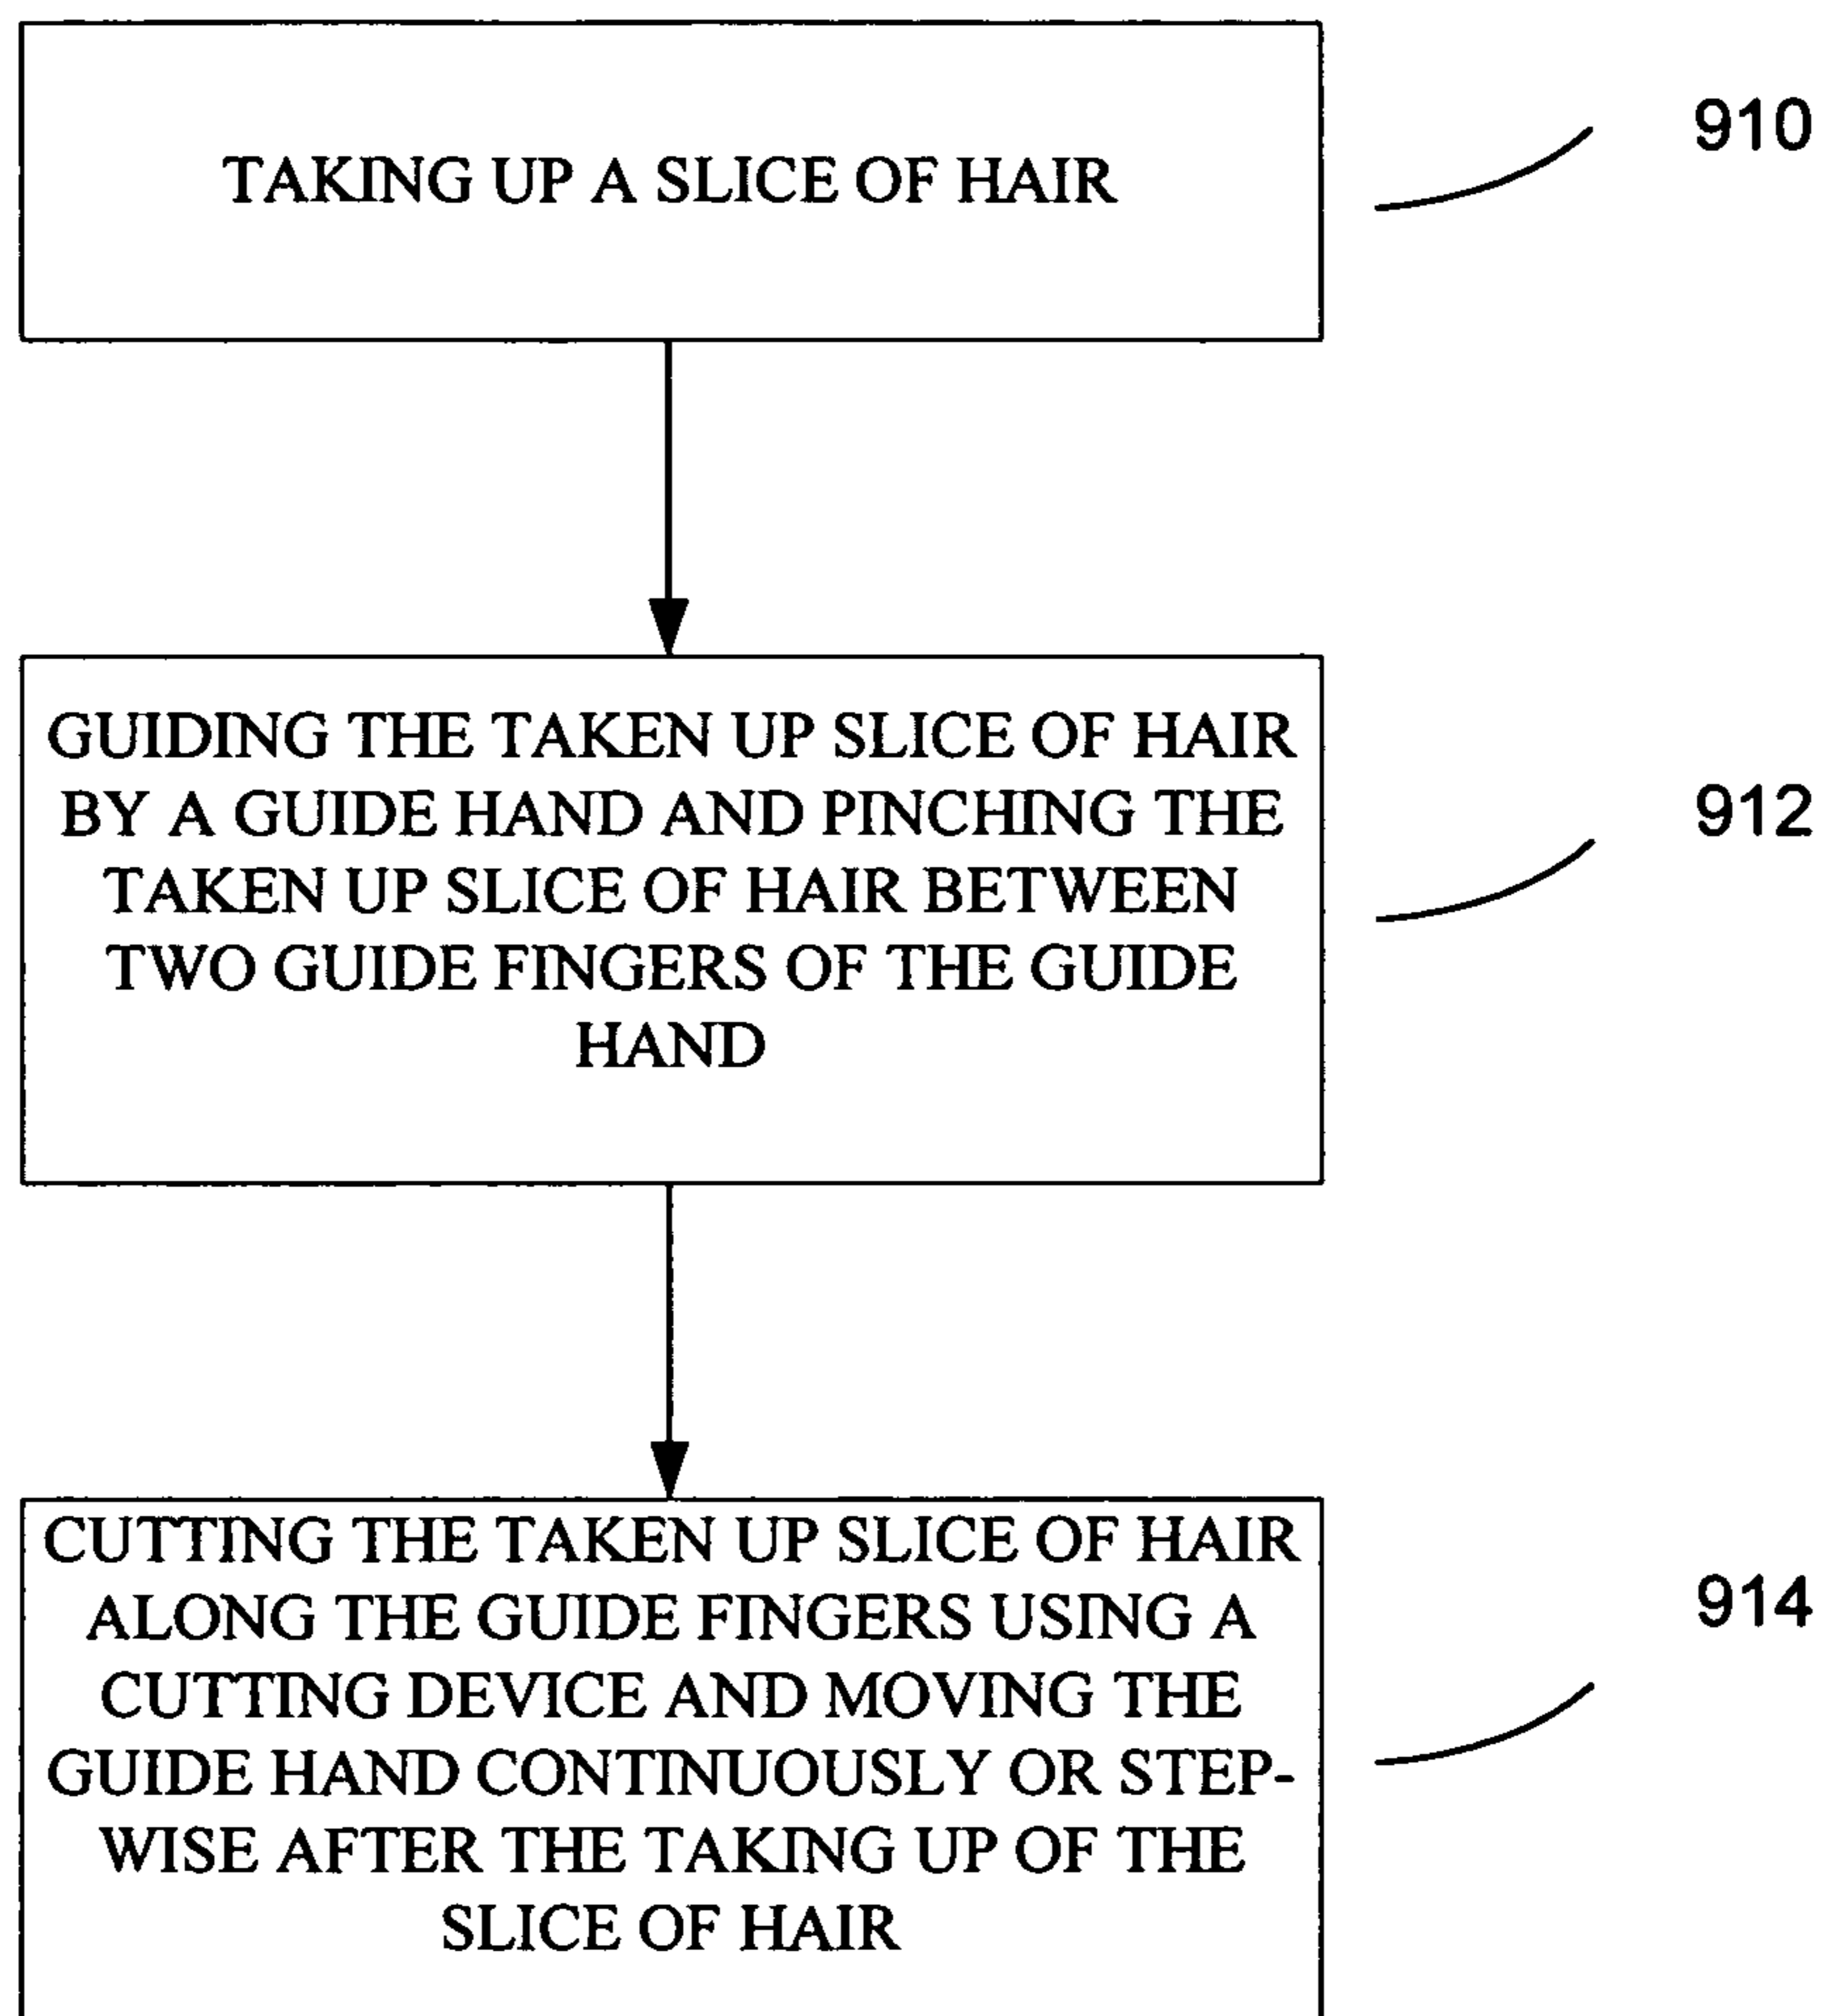 TAKING UP A SLICE OF HAIR
910
GUIDING THE TAKEN UP SLICE OF HAIR
BY A GUIDE HAND AND PINCHING THE
TAKEN UP SLICE OF HAIR BETWEEN
TWO GUIDE FINGERS OF THE GUIDE
HAND
912
CUTTING THE TAKEN UP SLICE OF HAIR
ALONG THE GUIDE FINGERS USING A
CUTTING DEVICE AND MOVING THE
GUIDE HAND CONTINUOUSLY OR STEP-
WISE AFTER THE TAKING UP OF THE
SLICE OF HAIR
914